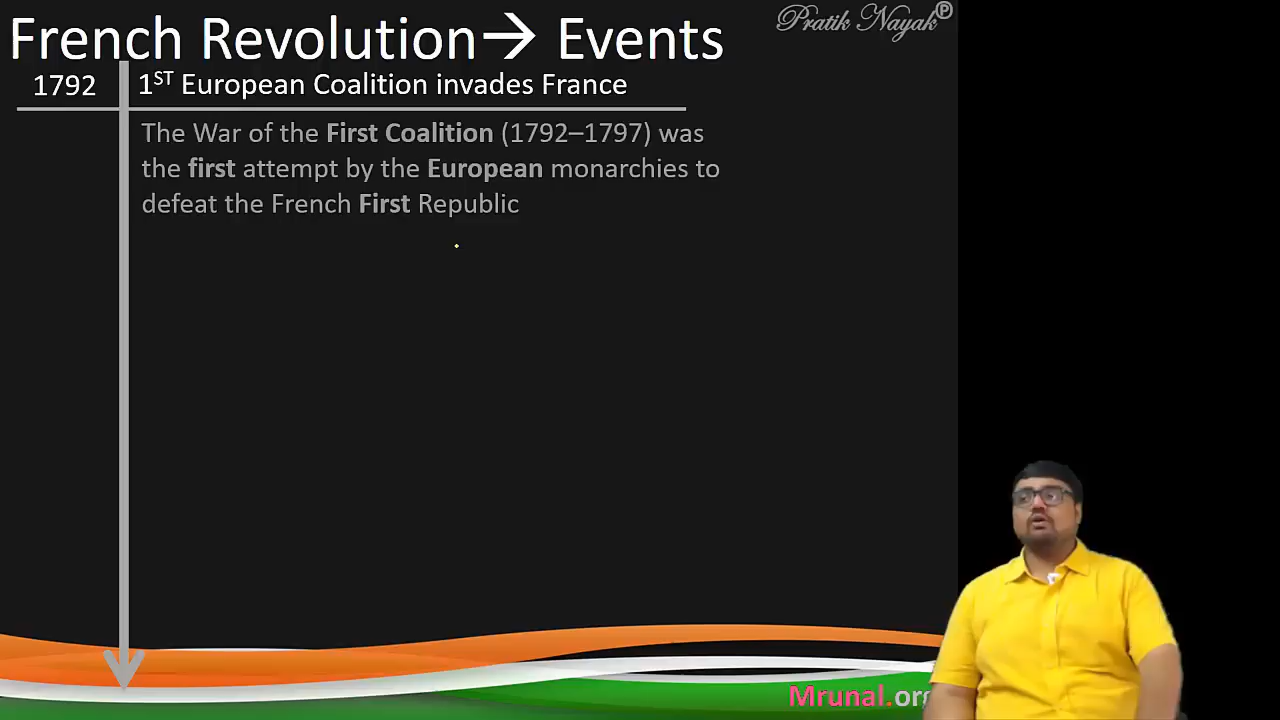 French Revolution→ Events
Pratik Nayak℗
1792
1ST European Coalition invades France
The War of the First Coalition (1792–1797) was
the first attempt by the European monarchies to
defeat the French First Republic
Mrunal.org